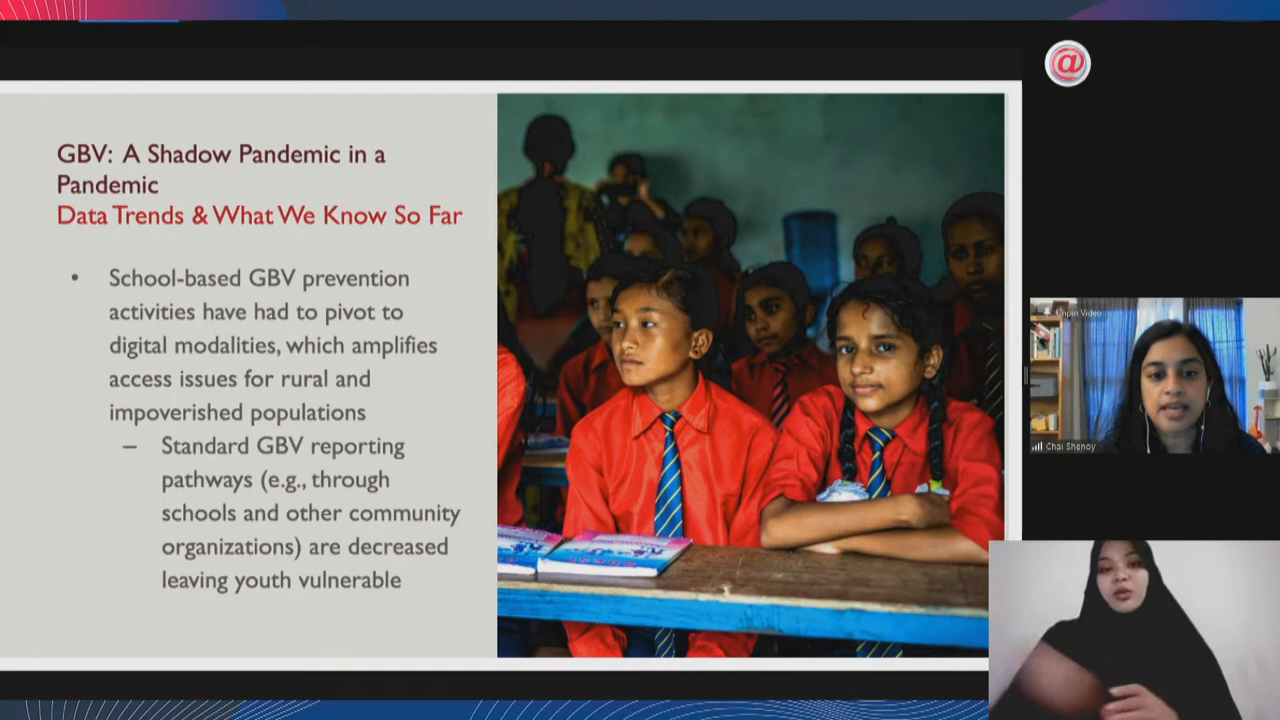 GBV: A Shadow Pandemic in a
Pandemic
Data Trends & What We Know So Far
• School-based GBV prevention
activities have had to pivot to
digital modalities, which amplifies
access issues for rural and
impoverished populations
– Standard GBV reporting
pathways (e.g., through
schools and other community
organizations) are decreased
leaving youth vulnerable
@
Unpin Video
Chai Shenoy